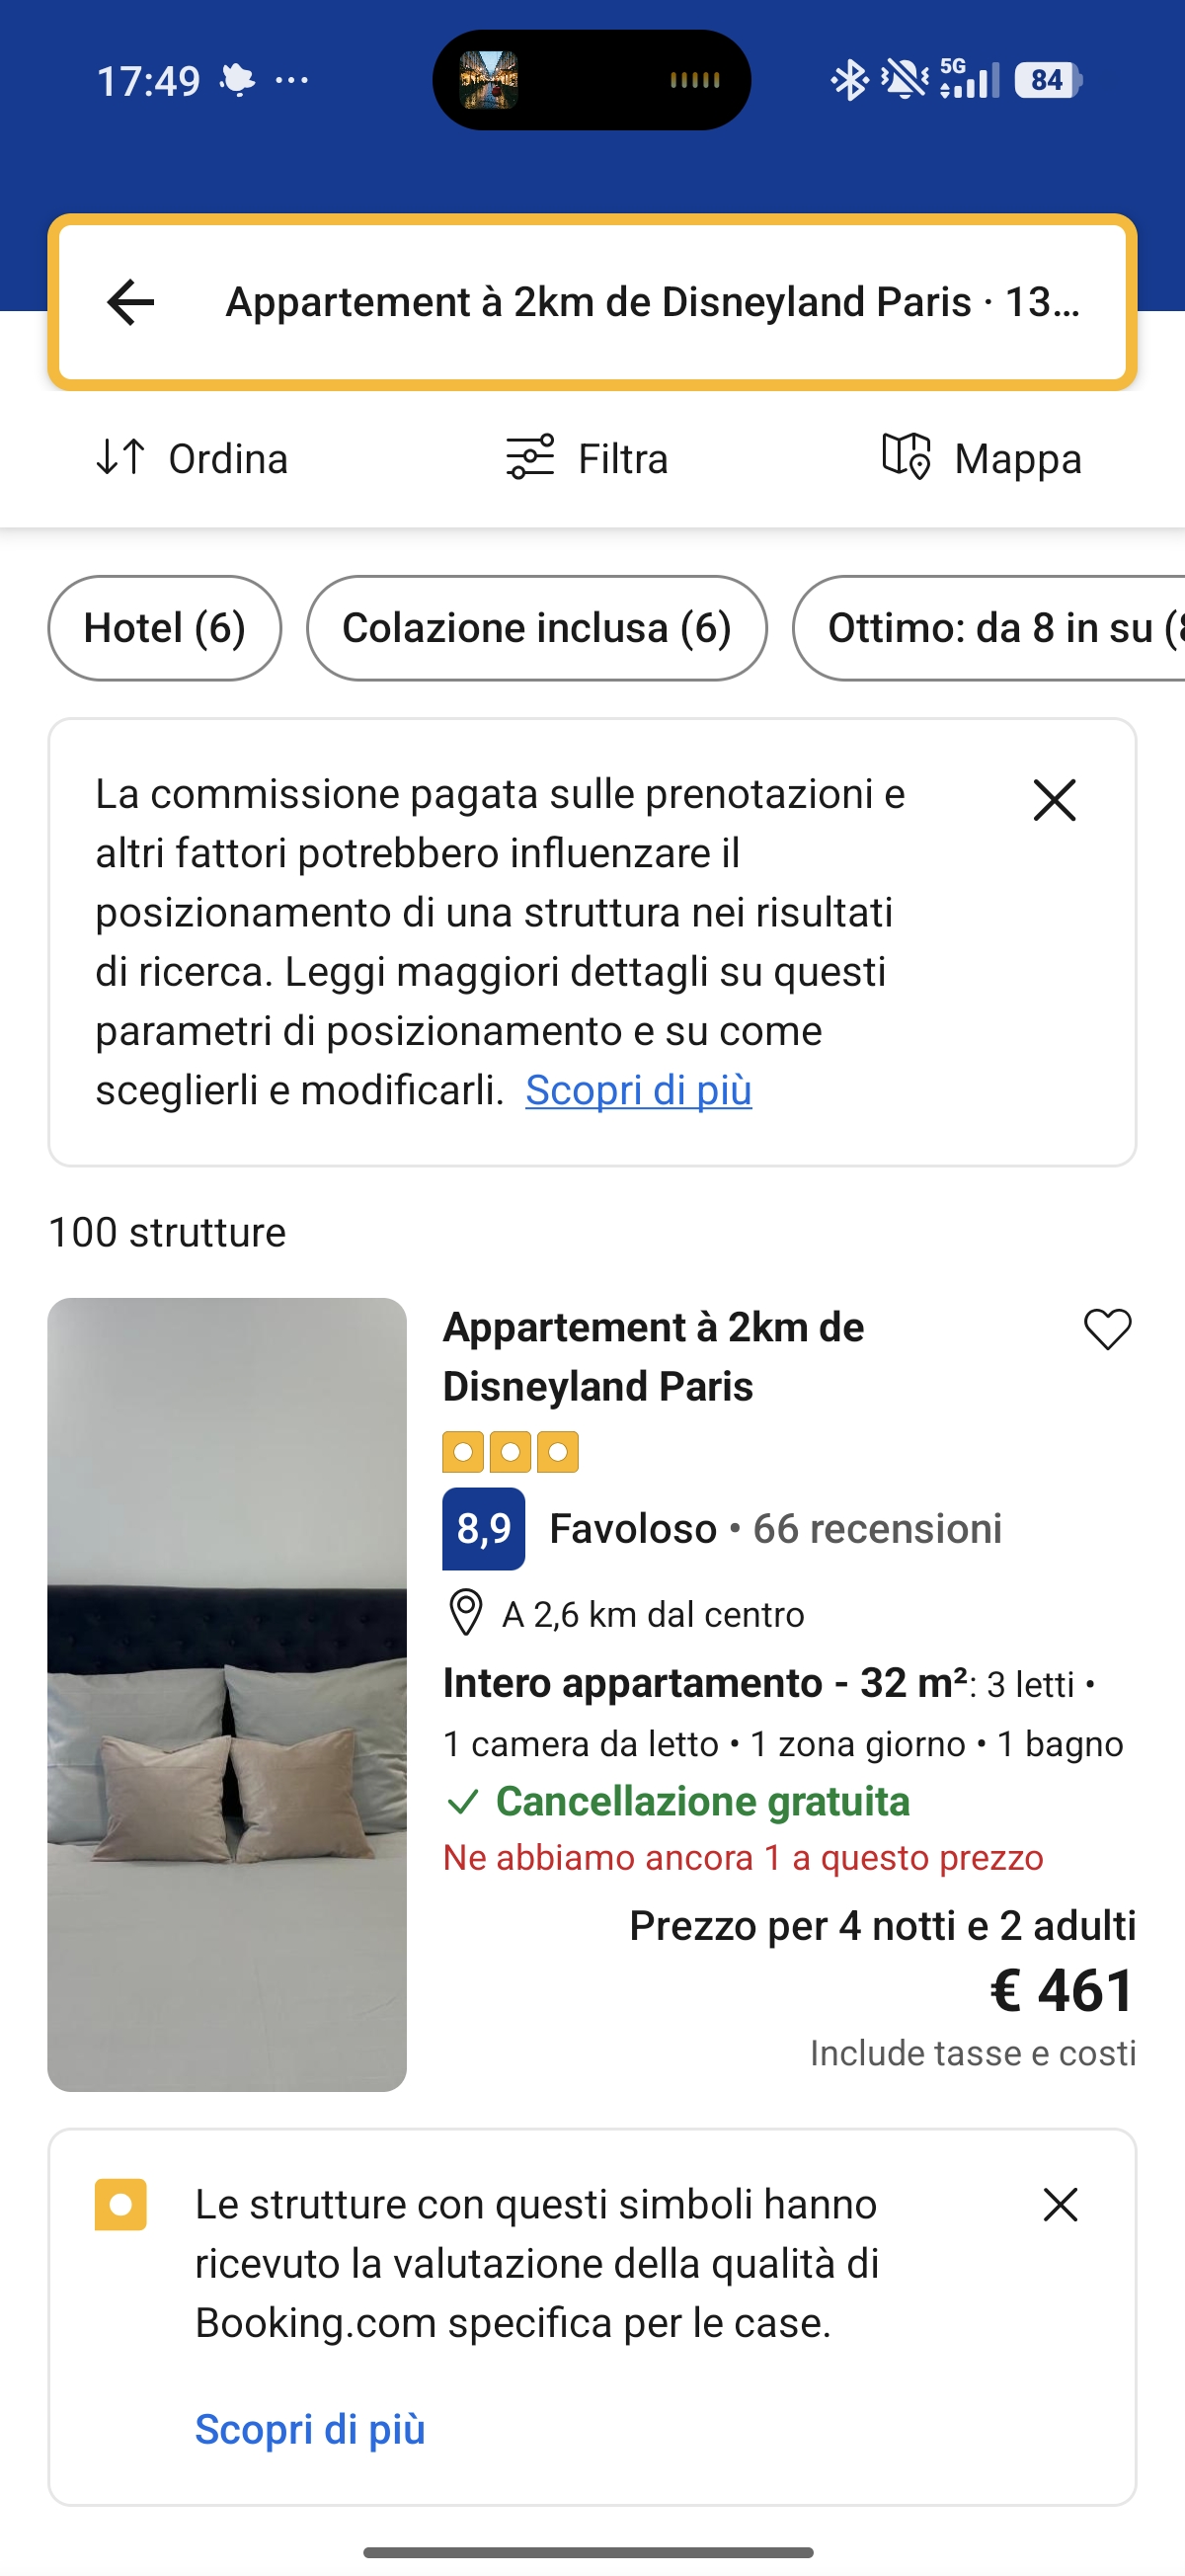 17:49
5G
84
Appartement à 2km de Disneyland Paris · 13...
Ordina
Filtra
Mappa
Hotel (6)
Colazione inclusa (6)
Ottimo: da 8 in su (
La commissione pagata sulle prenotazioni e
altri fattori potrebbero influenzare il
posizionamento di una struttura nei risultati
di ricerca. Leggi maggiori dettagli su questi
parametri di posizionamento e su come
sceglierli e modificarli. Scopri di più
100 strutture
Appartement à 2km de
Disneyland Paris
8,9 Favoloso • 66 recensioni
A 2,6 km dal centro
Intero appartamento - 32 m²: 3 letti •
1 camera da letto • 1 zona giorno • 1 bagno
Cancellazione gratuita
Ne abbiamo ancora 1 a questo prezzo
Prezzo per 4 notti e 2 adulti
€ 461
Include tasse e costi
Le strutture con questi simboli hanno
ricevuto la valutazione della qualità di
Booking.com specifica per le case.
Scopri di più